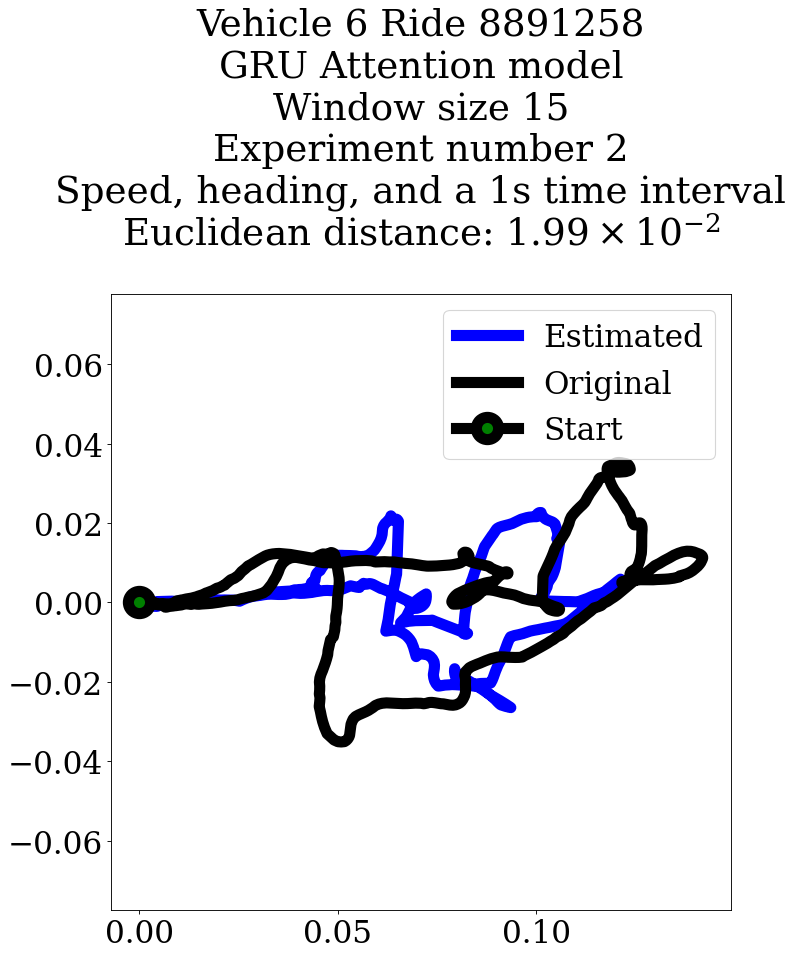 Vehicle 6 Ride 8891258
GRU Attention model
Window size 15
Experiment number 2
Speed, heading, and a 1s time interval
Euclidean distance: 1.99 × 10⁻²
Estimated
Original
Start
0.06
0.04
0.02
0.00
−0.02
−0.04
−0.06
0.00 0.05 0.10